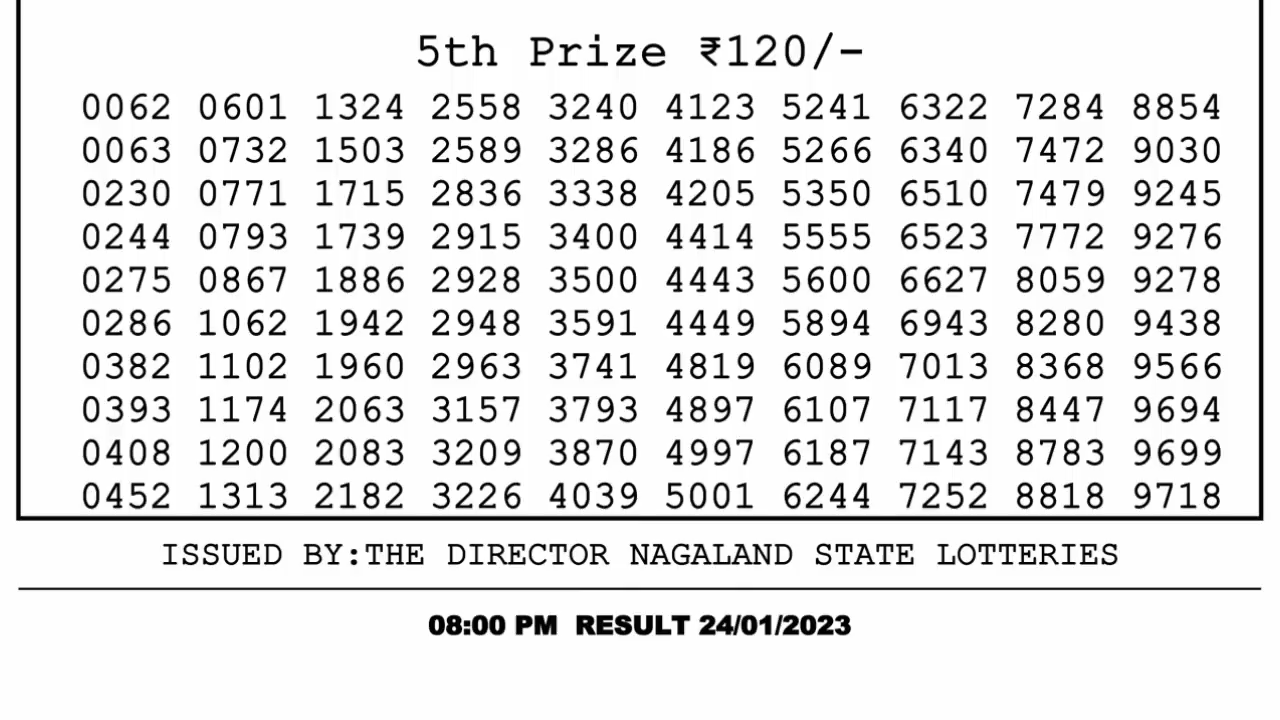 5th Prize ₹120/-
0062 0601 1324 2558 3240 4123 5241 6322 7284 8854
0063 0732 1503 2589 3286 4186 5266 6340 7472 9030
0230 0771 1715 2836 3338 4205 5350 6510 7479 9245
0244 0793 1739 2915 3400 4414 5555 6523 7772 9276
0275 0867 1886 2928 3500 4443 5600 6627 8059 9278
0286 1062 1942 2948 3591 4449 5894 6943 8280 9438
0382 1102 1960 2963 3741 4819 6089 7013 8368 9566
0393 1174 2063 3157 3793 4897 6107 7117 8447 9694
0408 1200 2083 3209 3870 4997 6187 7143 8783 9699
0452 1313 2182 3226 4039 5001 6244 7252 8818 9718
ISSUED BY:THE DIRECTOR NAGALAND STATE LOTTERIES
08:00 PM RESULT 24/01/2023